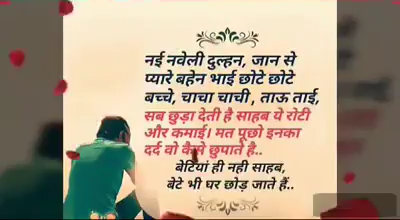 नई नवेली दुल्हन, जान से
प्यारे बहेन भाई छोटे छोटे
बच्चे, चाचा चाची , ताऊ ताई,
सब छुड़ा देती है साहब ये रोटी
और कमाई। मत पूछो इनका
दर्द वो कैसे छुपाते है..
बेटियां ही नही साहब,
बेटे भी घर छोड़ जाते हैं..